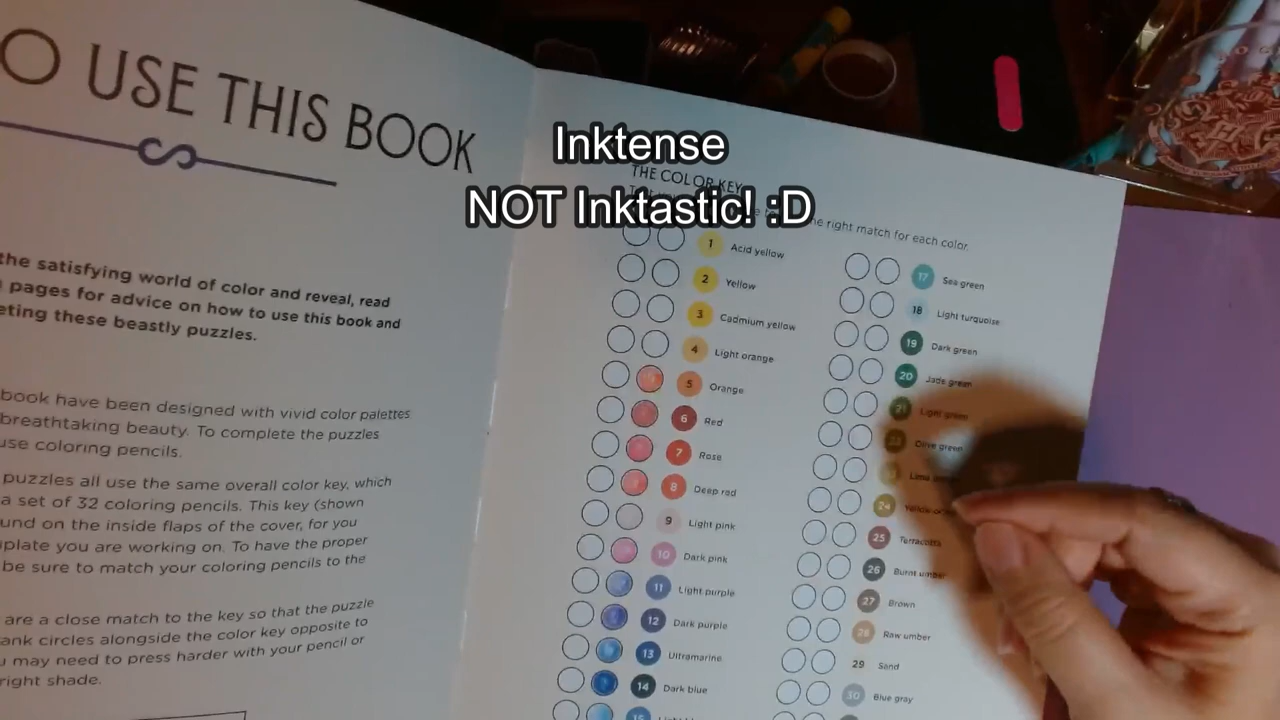 O USE THIS BOOK
the satisfying world of color and reveal, read
pages for advice on how to use this book and
eting these beastly puzzles.
book have been designed with vivid color palettes
breathtaking beauty. To complete the puzzles
use coloring pencils.
puzzles all use the same overall color key, which
a set of 32 coloring pencils. This key (shown
und on the inside flaps of the cover, for you
plate you are working on. To have the proper
be sure to match your coloring pencils to the
are a close match to the key so that the puzzle
ank circles alongside the color key opposite to
may need to press harder with your pencil or
right shade.
Inktense
NOT Inktastic! :D
THE COLOR KEY
the right match for each color.
1 Acid yellow
2 Yellow
3 Cadmium yellow
4 Light orange
5 Orange
6 Red
7 Rose
8 Deep red
9 Light pink
10 Dark pink
11 Light purple
12 Dark purple
13 Ultramarine
14 Dark blue
15
17 Sea green
18 Light turquoise
19 Dark green
20 Jade green
21 Light green
22 Olive green
Lime
24 Yellow
25 Terracotta
26 Burnt umber
27 Brown
28 Raw umber
29 Sand
30 Blue gray